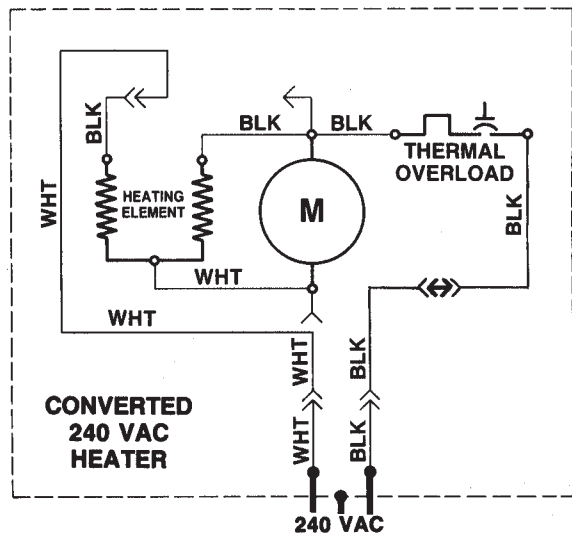 BLK
BLK
BLK
THERMAL
OVERLOAD
HEATING
ELEMENT
M
WHT
BLK
WHT
WHT
WHT
BLK
CONVERTED
240 VAC
HEATER
WHT
BLK
240 VAC